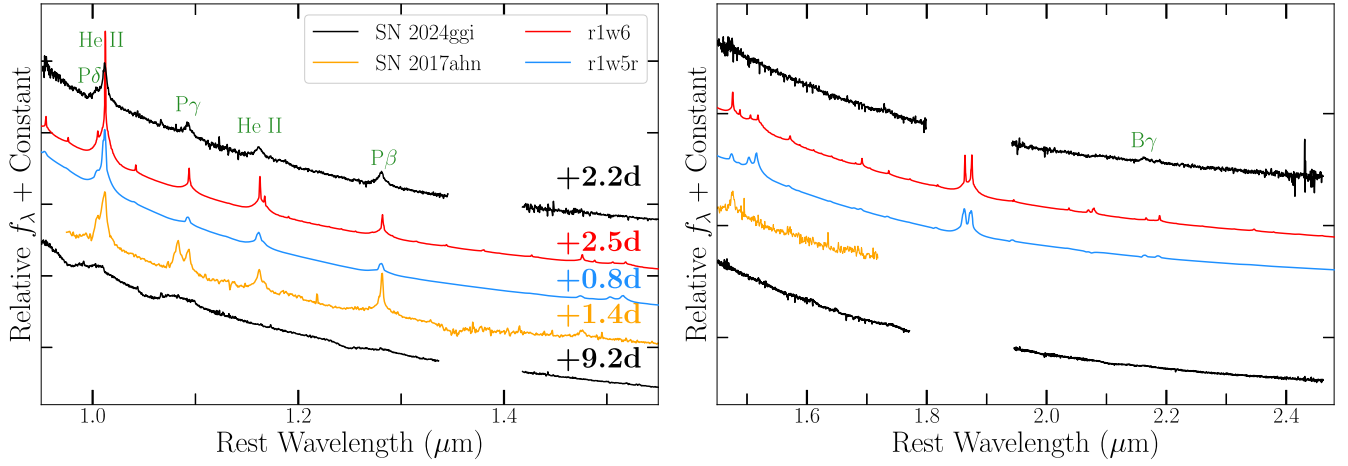 He II
Pδ
Pγ
He II
Pβ
SN 2024ggi
SN 2017ahn
r1w6
r1w5r
+2.2d
+2.5d
+0.8d
+1.4d
+9.2d
Relative fλ + Constant
1.0
1.2
1.4
Rest Wavelength (μm)
Bγ
Relative fλ + Constant
1.6
1.8
2.0
2.2
2.4
Rest Wavelength (μm)